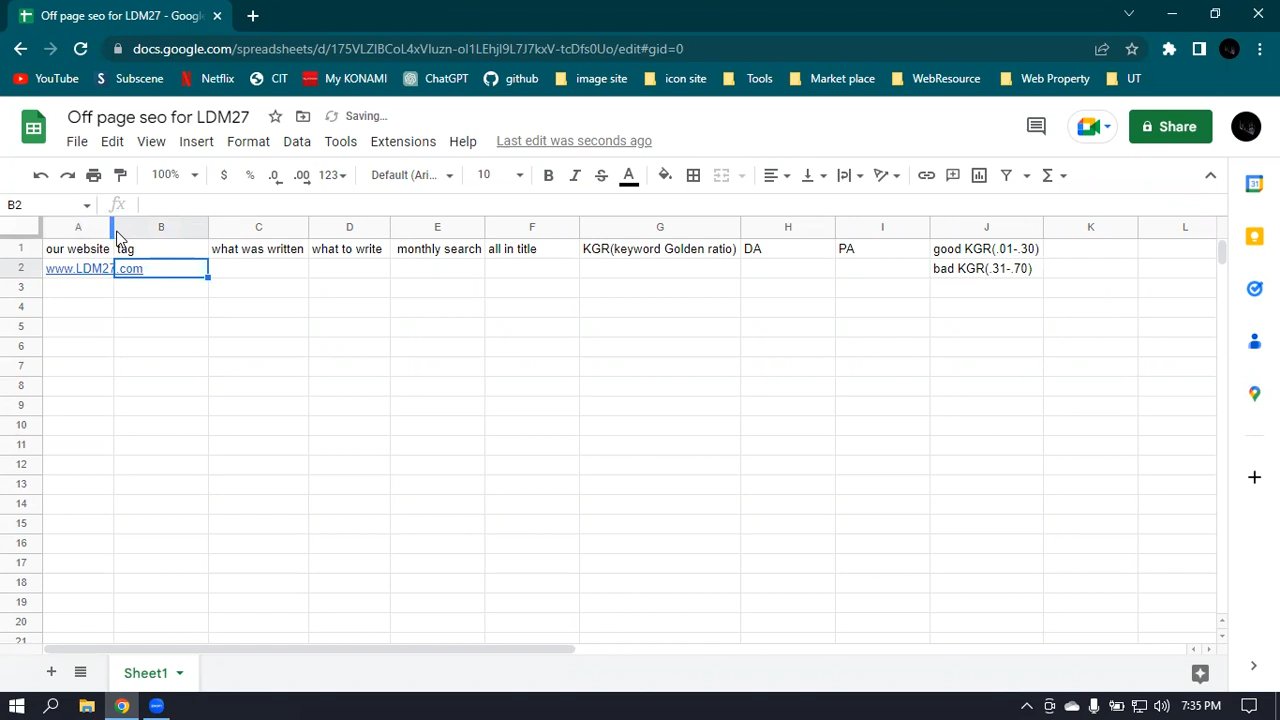 Off page seo for LDM27 - Google
docs.google.com/spreadsheets/d/175VLZIBCoL4xVluzn-oI1LEhjI9L7J7kxV-tcDfs0Uo/edit#gid=0
YouTube Subscene Netflix CIT My KONAMI ChatGPT github image site icon site Tools Market place WebResource Web Property UT
Off page seo for LDM27 Saving...
File Edit View Insert Format Data Tools Extensions Help Last edit was seconds ago
Share
100% $ % .0 .00 123 Default (Ari... 10 B I S A
B2 fx
A B C D E F G H I J K L
1 our website tag what was written what to write monthly search all in title KGR(keyword Golden ratio) DA PA good KGR(.01-.30)
2 www.LDM27.com bad KGR(.31-.70)
3
4
5
6
7
8
9
10
11
12
13
14
15
16
17
18
19
20
21
Sheet1
7:35 PM